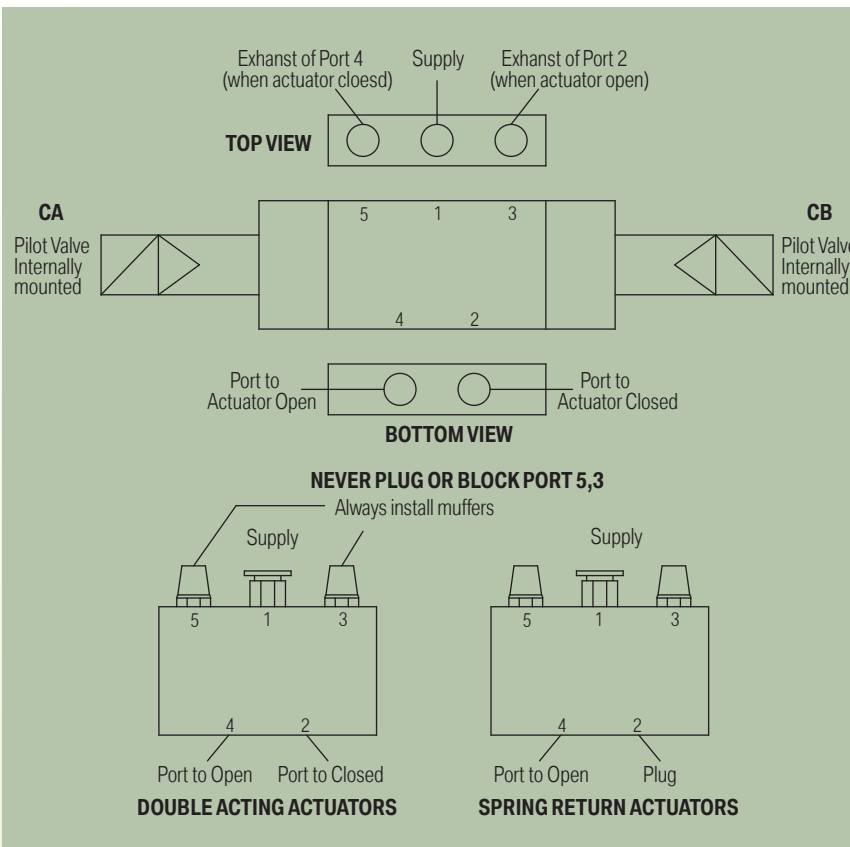 Exhanst of Port 4
(when actuator cloesd)
Supply
Exhanst of Port 2
(when actuator open)
TOP VIEW
CA
Pilot Valve
Internally
mounted
5 1 3
4 2
CB
Pilot Valve
Internally
mounted
Port to
Actuator Open
Port to
Actuator Closed
BOTTOM VIEW
NEVER PLUG OR BLOCK PORT 5,3
Always install muffers
Supply
5 1 3
4 2
Port to Open
Port to Closed
DOUBLE ACTING ACTUATORS
Supply
5 1 3
4 2
Port to Open
Plug
SPRING RETURN ACTUATORS